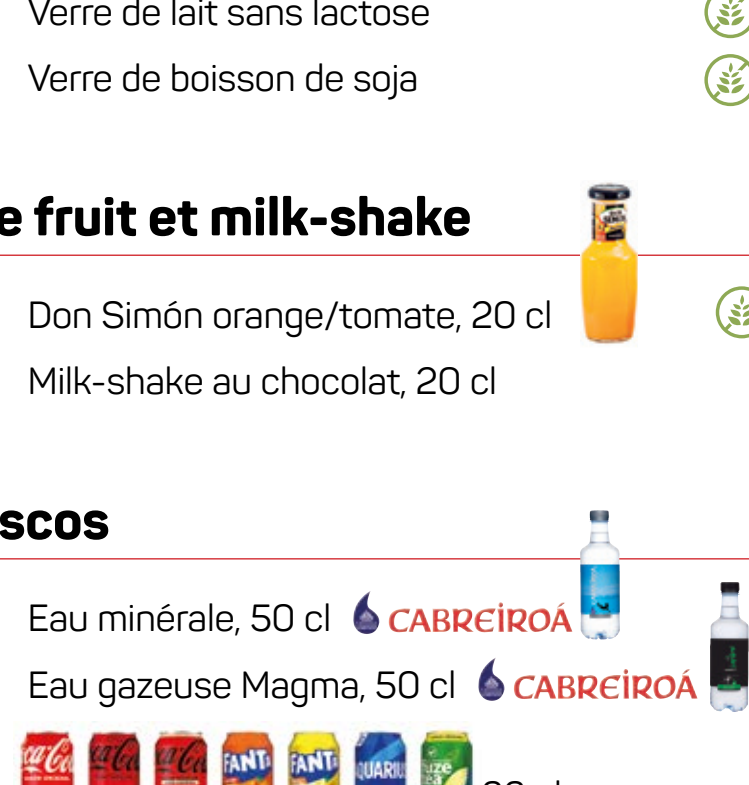 Verre de lait sans lactose
Verre de boisson de soja
e fruit et milk-shake
Don Simón orange/tomate, 20 cl
Milk-shake au chocolat, 20 cl
scos
Eau minérale, 50 cl CABREIROÁ
Eau gazeuse Magma, 50 cl CABREIROÁ
FANTA FANTA